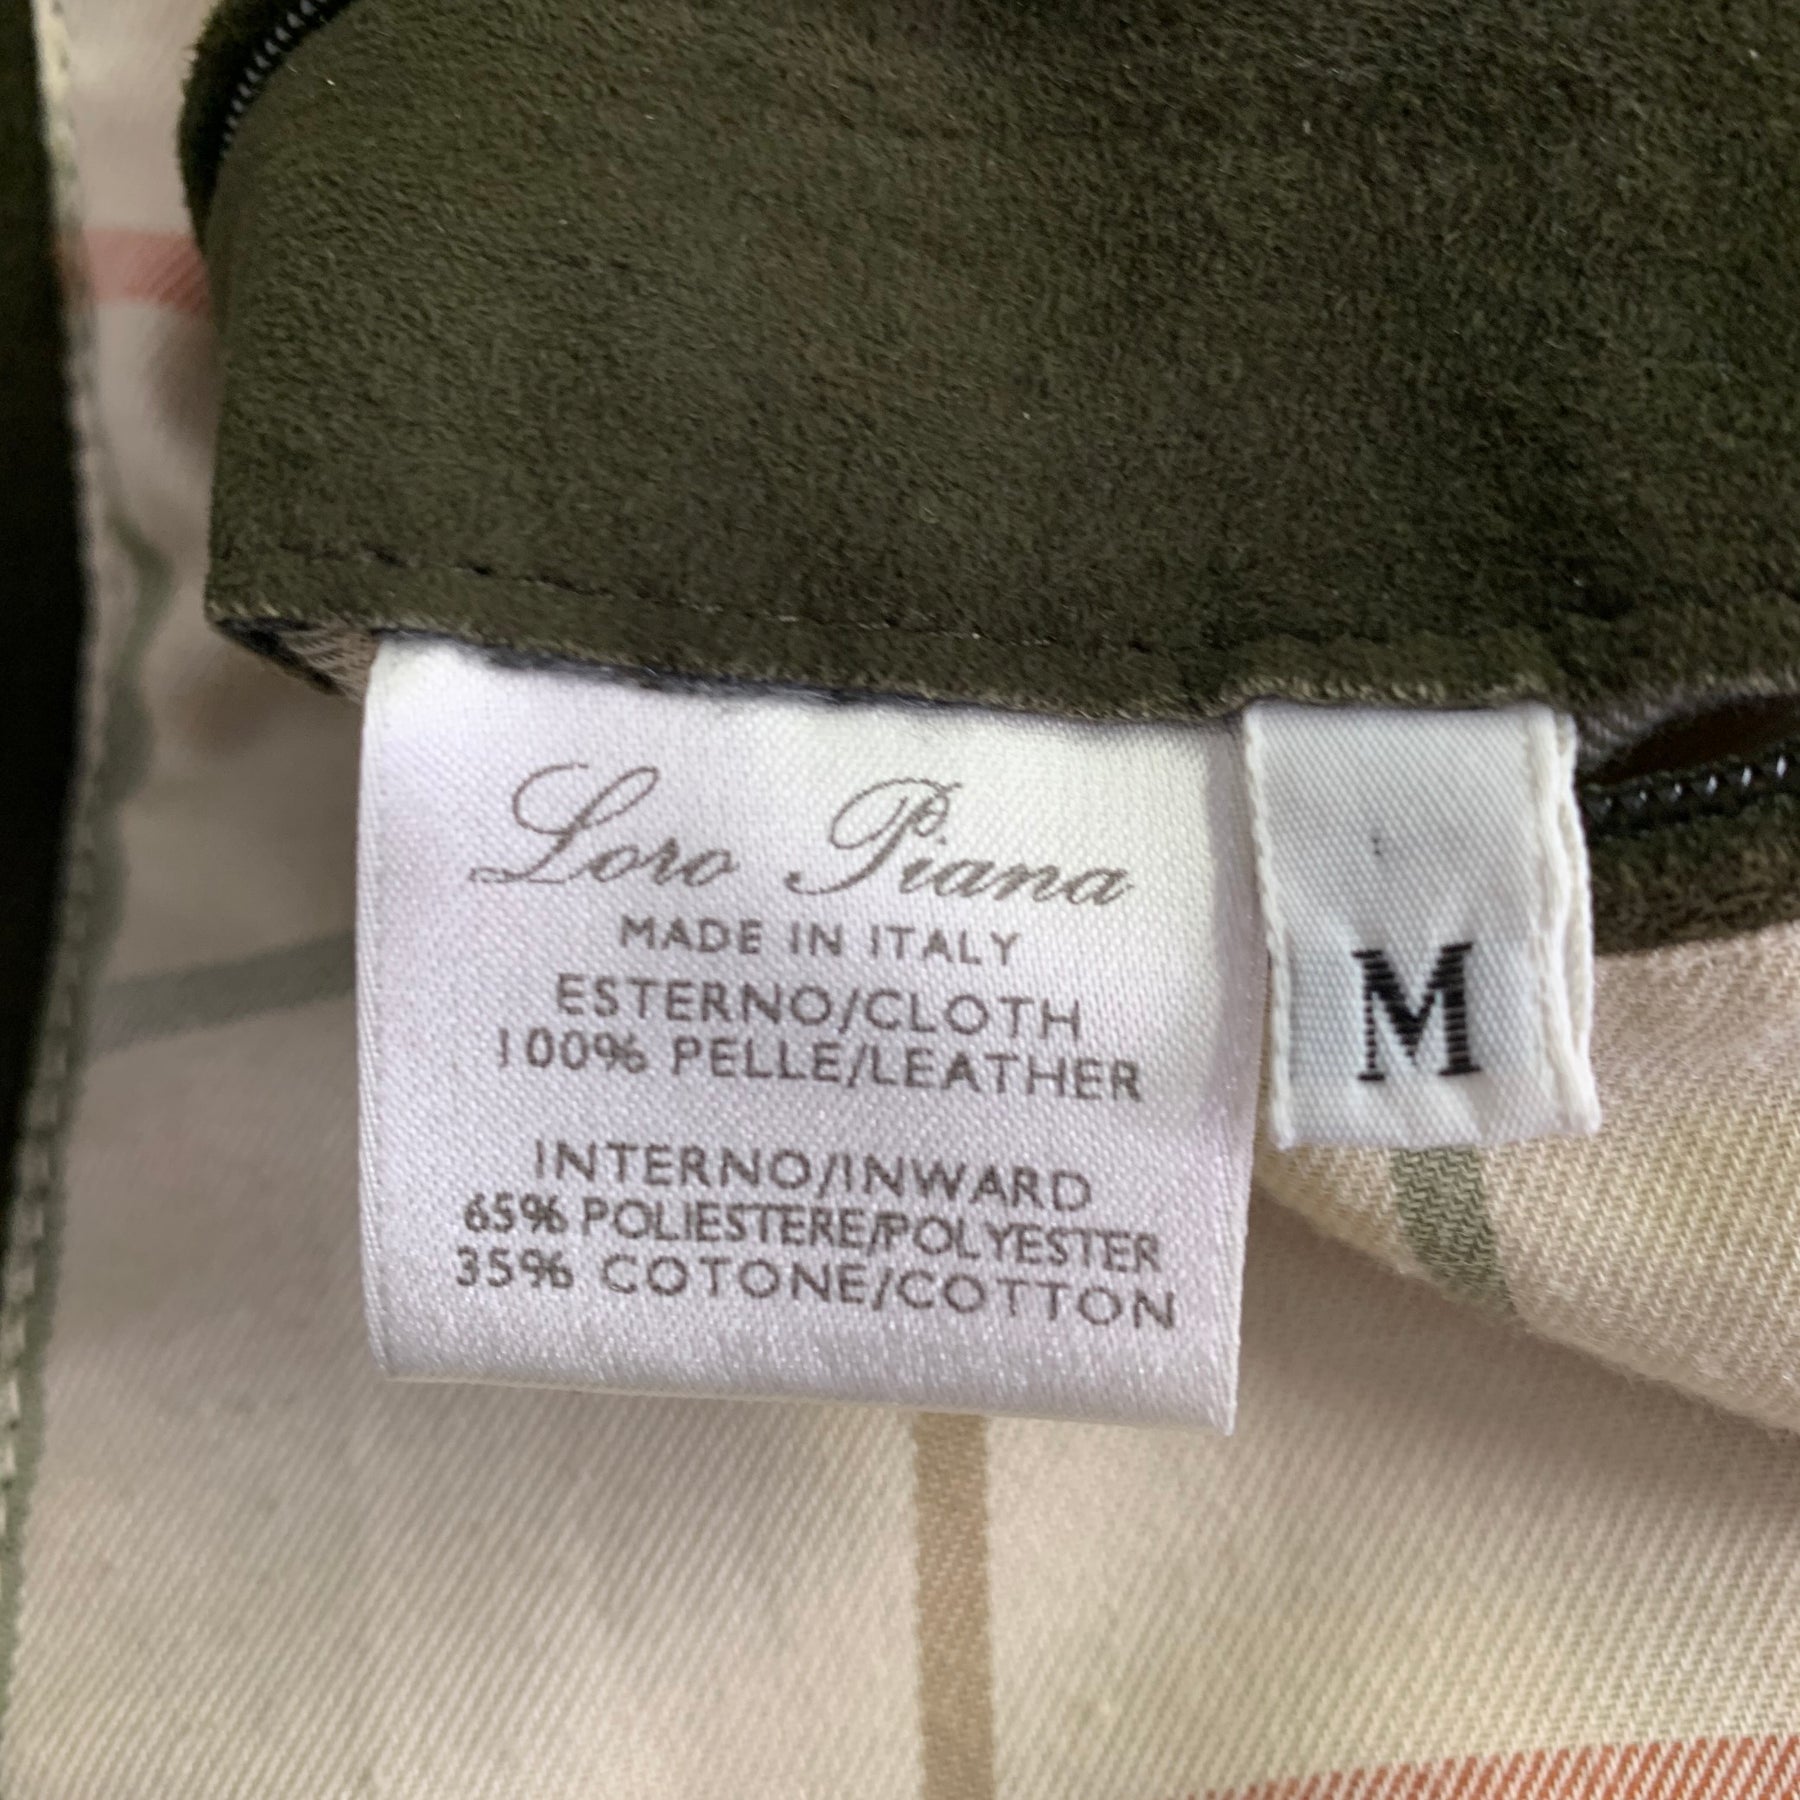 Loro Piana
MADE IN ITALY
ESTERNO/CLOTH
100% PELLE/LEATHER
INTERNO/INWARD
65% POLIESTERE/POLYESTER
35% COTONE/COTTON
M